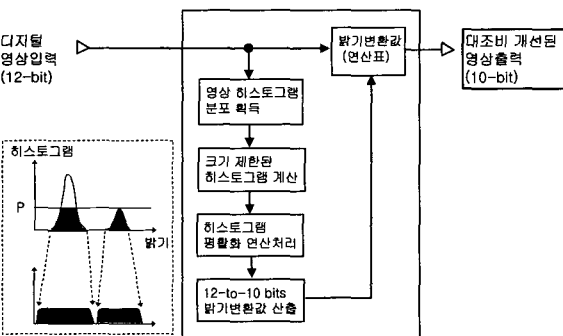 디지털
영상입력
(12-bit)
밝기변환값
(연산표)
대조비 개선된
영상출력
(10-bit)
영상 히스토그램
분포 획득
크기 제한된
히스토그램 계산
히스토그램
평활화 연산처리
12-to-10 bits
밝기변환값 산출
히스토그램
P
밝기